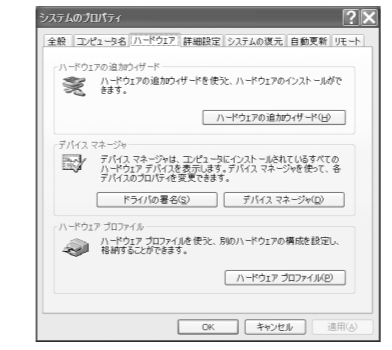 システムのプロパティ
全般 コンピュータ名 ハードウェア 詳細設定 システムの復元 自動更新 リモート
ハードウェアの追加ウィザード
ハードウェアの追加ウィザードを使うと、ハードウェアのインストールができます。
ハードウェアの追加ウィザード(H)
デバイス マネージャ
デバイス マネージャは、コンピュータにインストールされているすべての
ハードウェア デバイスを表示します。デバイス マネージャを使って、各
デバイスのプロパティを変更できます。
ドライバの署名(S) デバイス マネージャ(D)
ハードウェア プロファイル
ハードウェア プロファイルを使うと、別のハードウェアの構成を設定し、
格納することができます。
ハードウェア プロファイル(P)
OK キャンセル 適用(A)